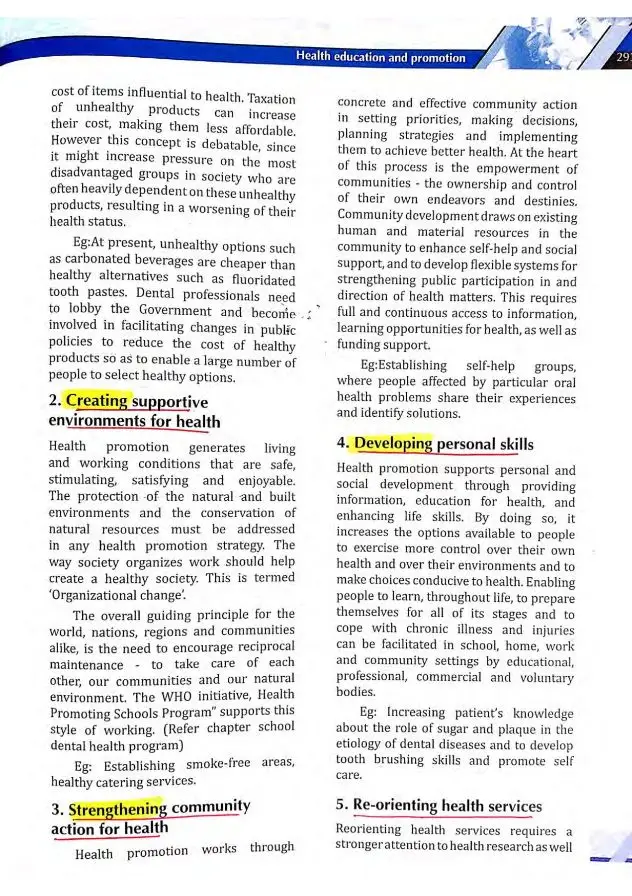 Health education and promotion
29
cost of items influential to health. Taxation
of unhealthy products can increase
their cost, making them less affordable.
However this concept is debatable, since
it might increase pressure on the most
disadvantaged groups in society who are
often heavily dependent on these unhealthy
products, resulting in a worsening of their
health status.
Eg:At present, unhealthy options such
as carbonated beverages are cheaper than
healthy alternatives such as fluoridated
tooth pastes. Dental professionals need
to lobby the Government and become
involved in facilitating changes in public
policies to reduce the cost of healthy
products so as to enable a large number of
people to select healthy options.
2. Creating supportive
environments for health
Health promotion generates living
and working conditions that are safe,
stimulating, satisfying and enjoyable.
The protection of the natural and built
environments and the conservation of
natural resources must be addressed
in any health promotion strategy. The
way society organizes work should help
create a healthy society. This is termed
‘Organizational change’.
The overall guiding principle for the
world, nations, regions and communities
alike, is the need to encourage reciprocal
maintenance - to take care of each
other, our communities and our natural
environment. The WHO initiative, Health
Promoting Schools Program” supports this
style of working. (Refer chapter school
dental health program)
Eg: Establishing smoke-free areas,
healthy catering services.
3. Strengthening community
action for health
Health promotion works through
concrete and effective community action
in setting priorities, making decisions,
planning strategies and implementing
them to achieve better health. At the heart
of this process is the empowerment of
communities - the ownership and control
of their own endeavors and destinies.
Community development draws on existing
human and material resources in the
community to enhance self-help and social
support, and to develop flexible systems for
strengthening public participation in and
direction of health matters. This requires
full and continuous access to information,
learning opportunities for health, as well as
funding support.
Eg:Establishing self-help groups,
where people affected by particular oral
health problems share their experiences
and identify solutions.
4. Developing personal skills
Health promotion supports personal and
social development through providing
information, education for health, and
enhancing life skills. By doing so, it
increases the options available to people
to exercise more control over their own
health and over their environments and to
make choices conducive to health. Enabling
people to learn, throughout life, to prepare
themselves for all of its stages and to
cope with chronic illness and injuries
can be facilitated in school, home, work
and community settings by educational,
professional, commercial and voluntary
bodies.
Eg: Increasing patient’s knowledge
about the role of sugar and plaque in the
etiology of dental diseases and to develop
tooth brushing skills and promote self
care.
5. Re-orienting health services
Reorienting health services requires a
stronger attention to health research as well